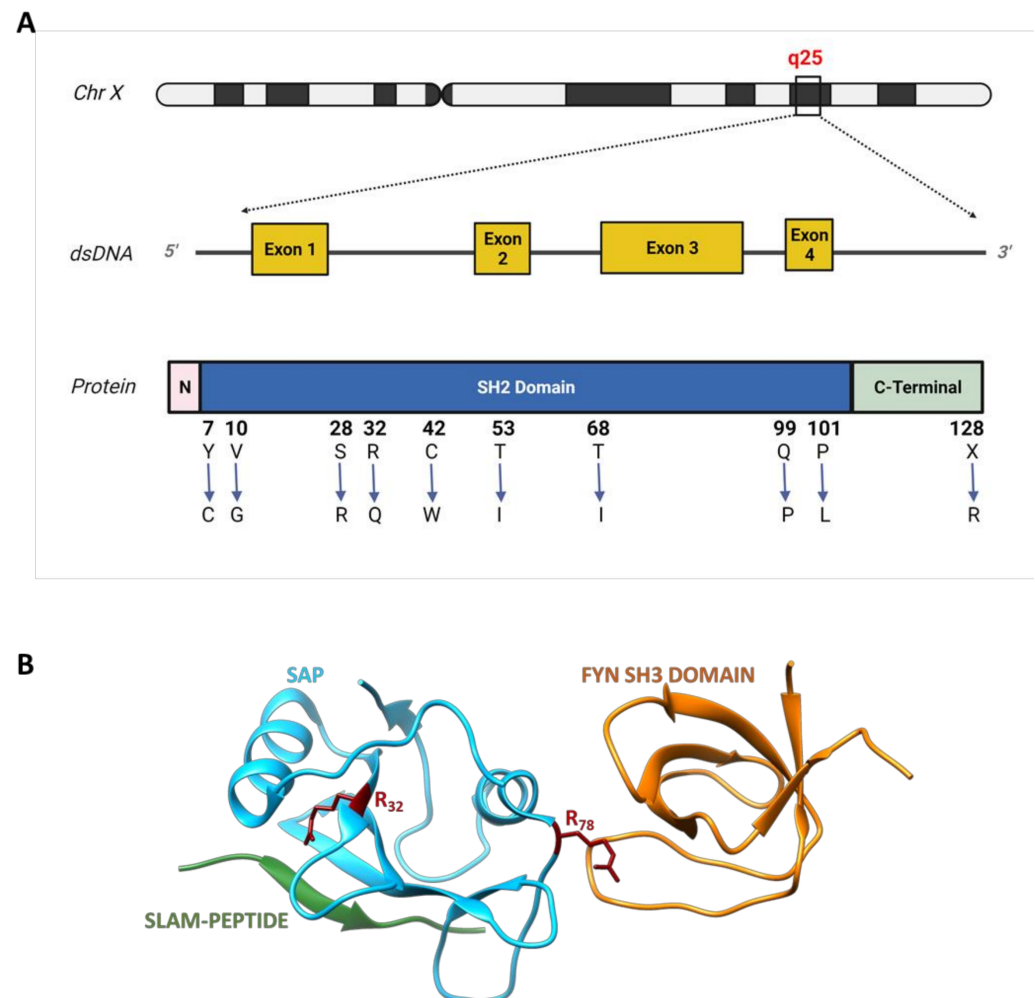 A
q25
Chr X
dsDNA 5' Exon 1 Exon 2 Exon 3 Exon 4 3'
Protein N SH2 Domain C-Terminal
7 10 28 32 42 53 68 99 101 128
Y V S R C T T Q P X
C G R Q W I I P L R
B
SAP FYN SH3 DOMAIN
R32
R78
SLAM-PEPTIDE